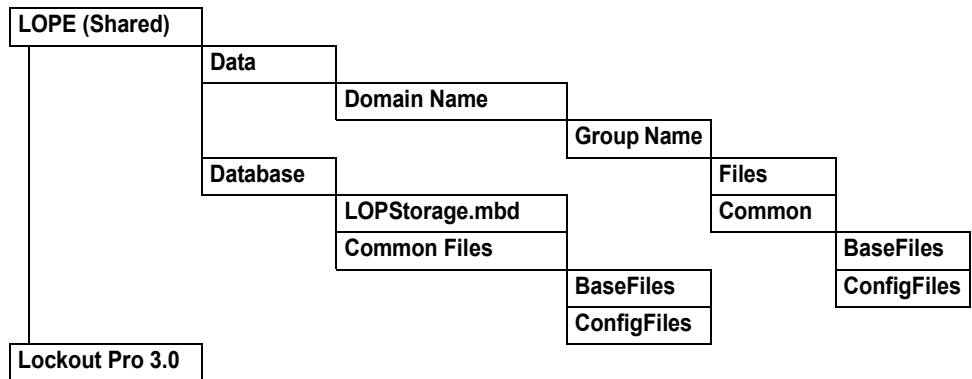 LOPE (Shared)
Data
Domain Name
Group Name
Database
Files
LOPStorage.mbd
Common
Common Files
BaseFiles
BaseFiles
ConfigFiles
ConfigFiles
Lockout Pro 3.0